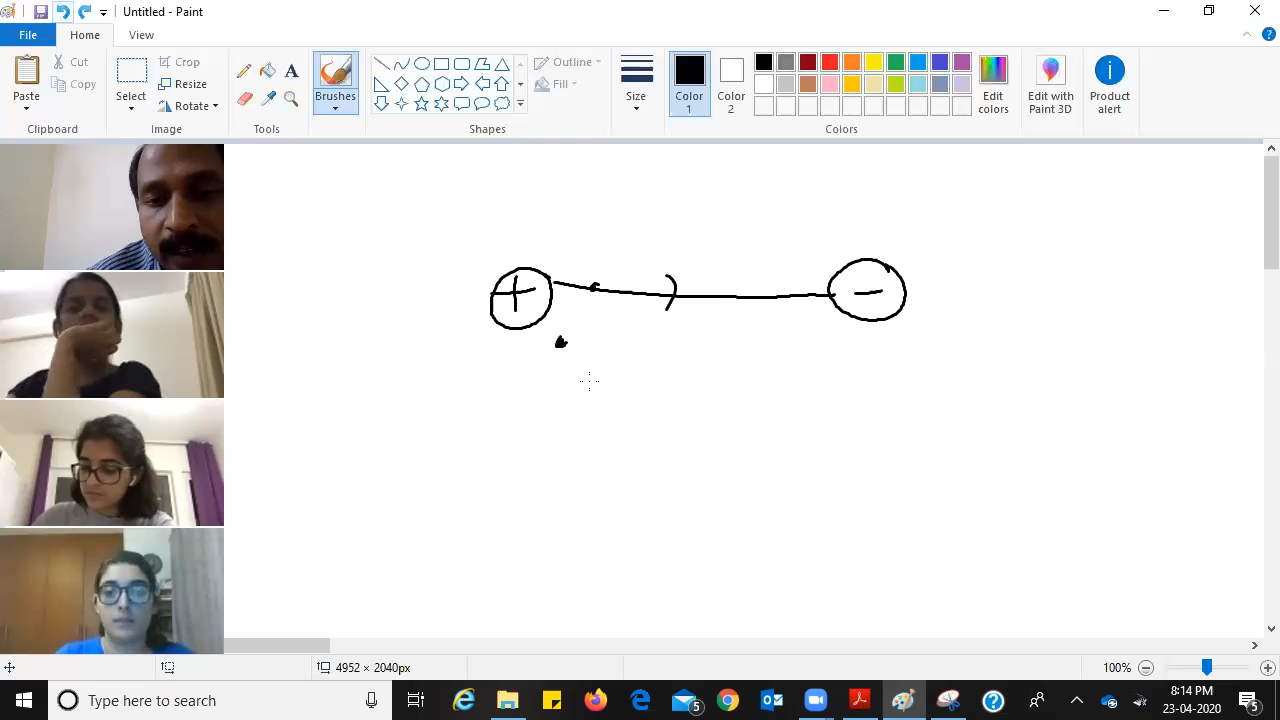 Untitled - Paint
File
Home
View
Paste
Cut
Copy
Clipboard
Select
Crop
Resize
Rotate
Image
A
Tools
Brushes
Outline
Fill
Shapes
Size
Color 1
Color 2
Colors
Edit colors
Edit with Paint 3D
Product alert
+
−
4952 × 2040px
100%
Type here to search
5
8:14 PM
23-04-2020
5